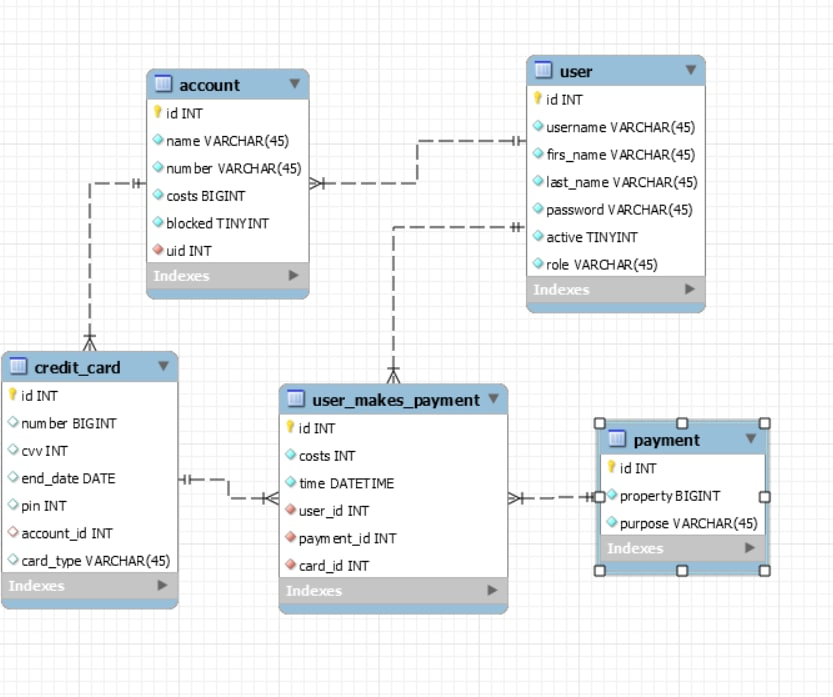 account
id INT
name VARCHAR(45)
number VARCHAR(45)
costs BIGINT
blocked TINYINT
uid INT
Indexes
user
id INT
username VARCHAR(45)
firs_name VARCHAR(45)
last_name VARCHAR(45)
password VARCHAR(45)
active TINYINT
role VARCHAR(45)
Indexes
credit_card
id INT
number BIGINT
cvv INT
end_date DATE
pin INT
account_id INT
card_type VARCHAR(45)
Indexes
user_makes_payment
id INT
costs INT
time DATETIME
user_id INT
payment_id INT
card_id INT
Indexes
payment
id INT
property BIGINT
purpose VARCHAR(45)
Indexes